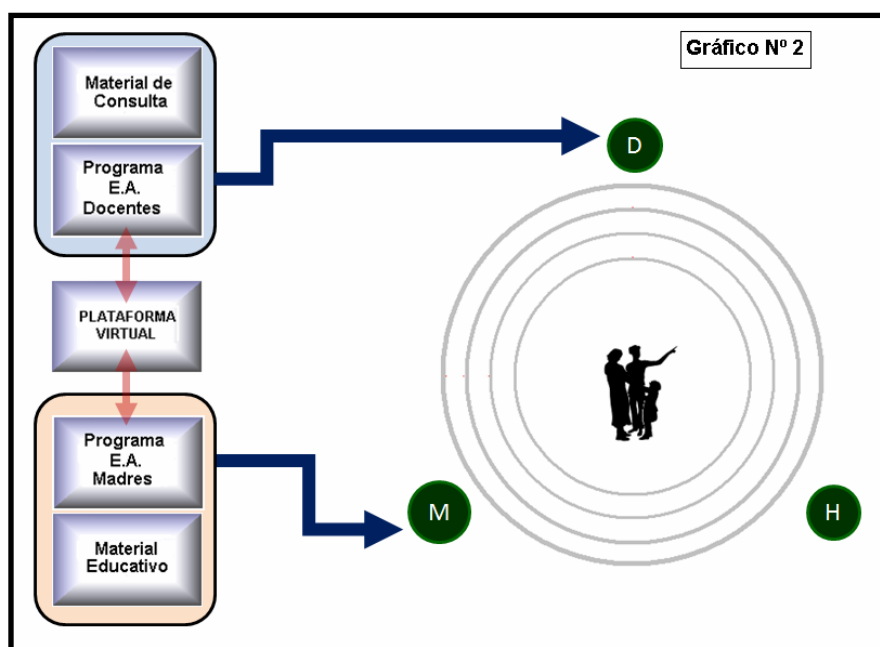 Gráfico Nº 2
Material de
Consulta
Programa
E.A.
Docentes
PLATAFORMA
VIRTUAL
Programa
E.A.
Madres
Material
Educativo
D
M
H